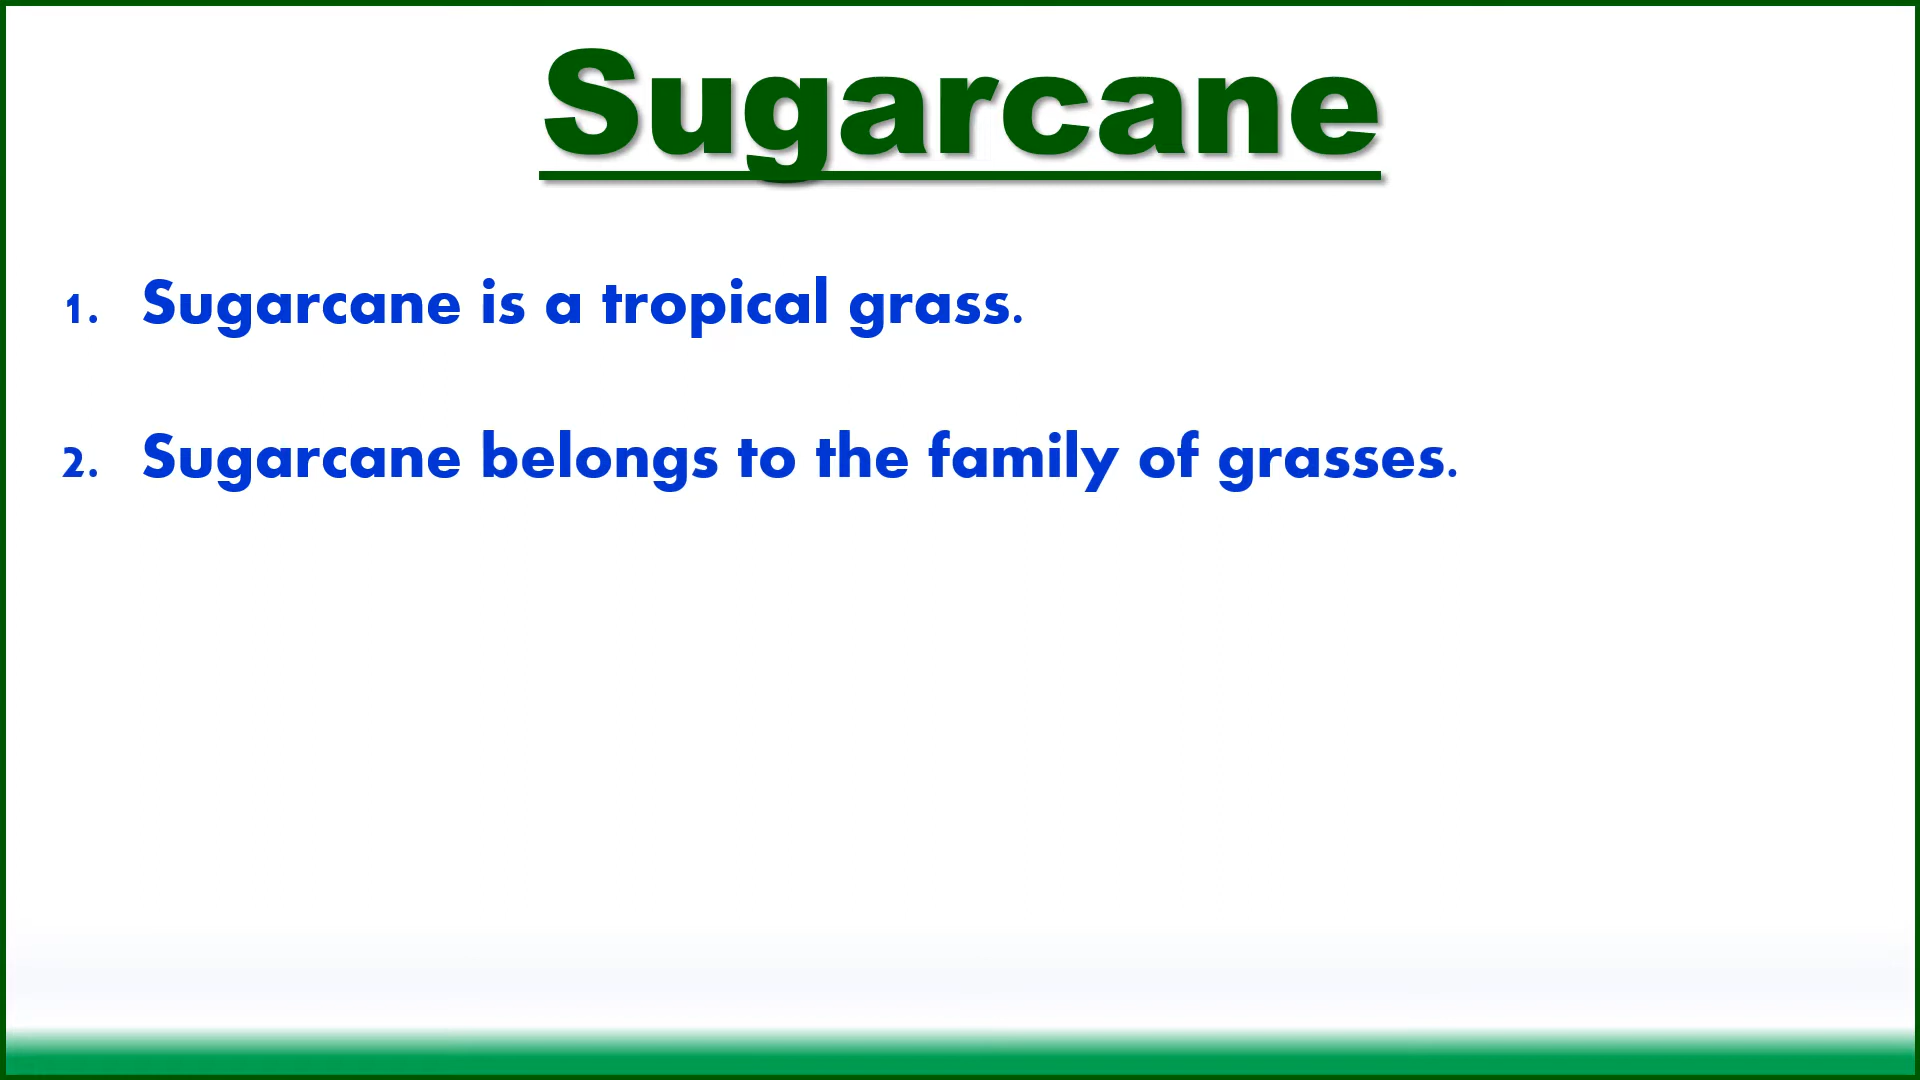 Sugarcane
1. Sugarcane is a tropical grass.
2. Sugarcane belongs to the family of grasses.